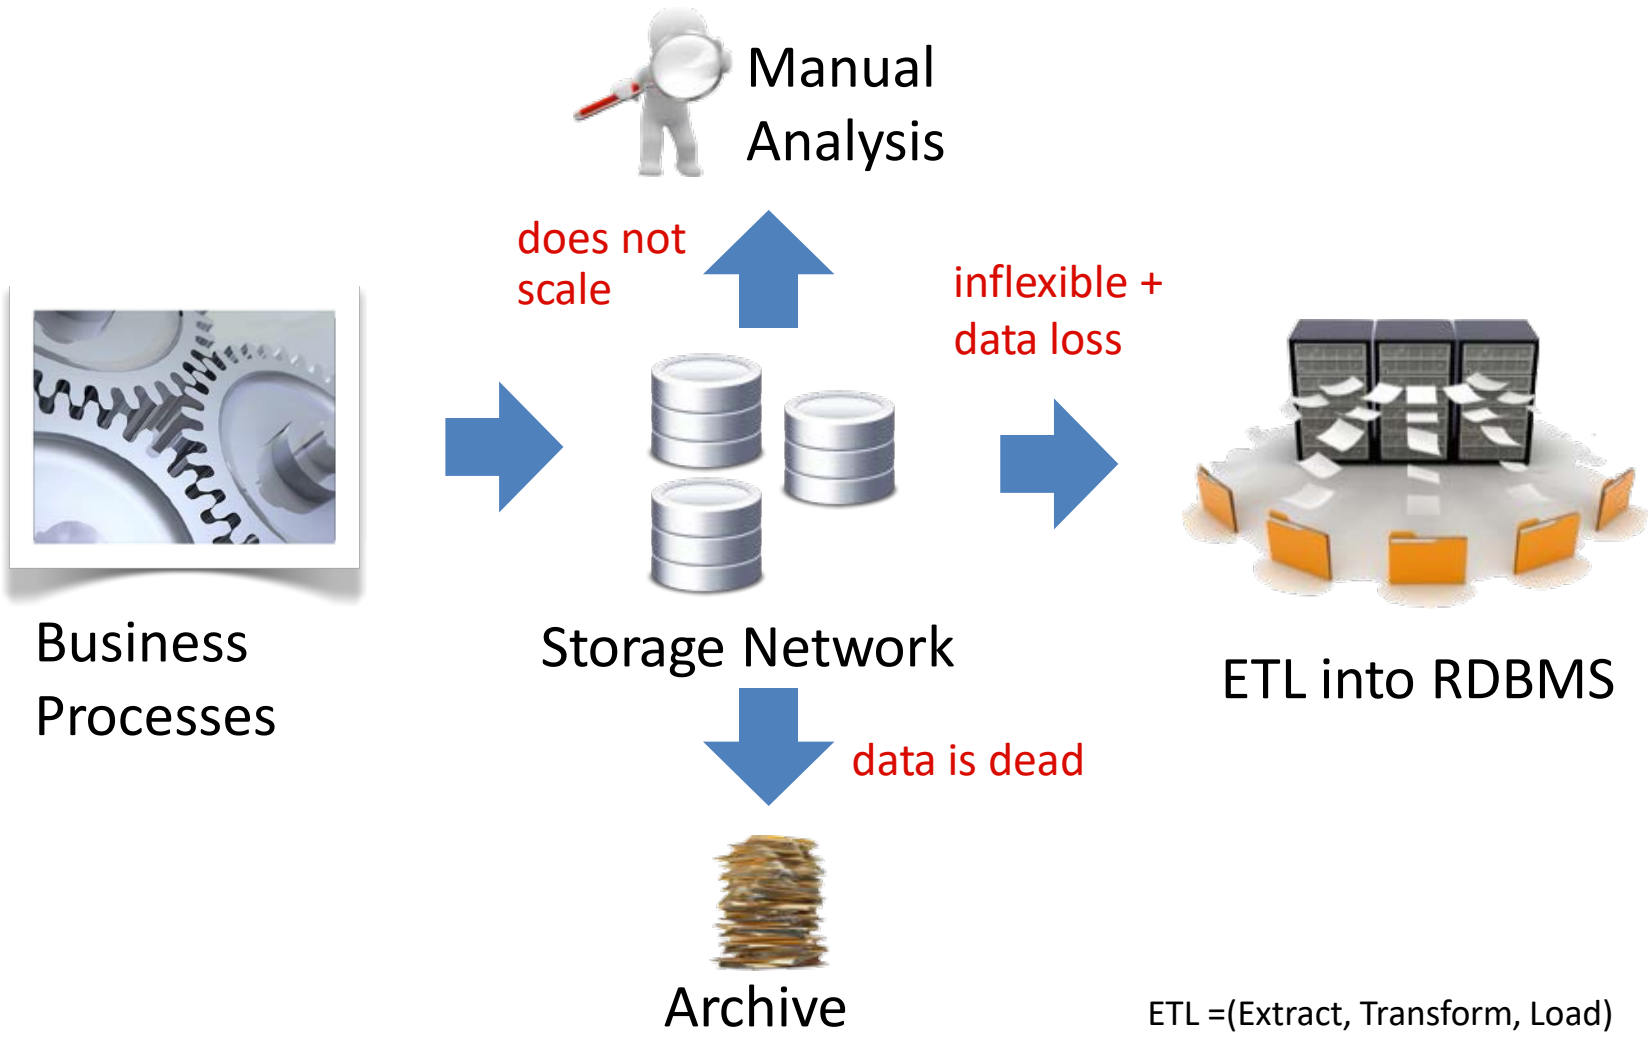 Manual
Analysis
does not
scale
inflexible +
data loss
Business
Processes
Storage Network
ETL into RDBMS
data is dead
Archive
ETL =(Extract, Transform, Load)